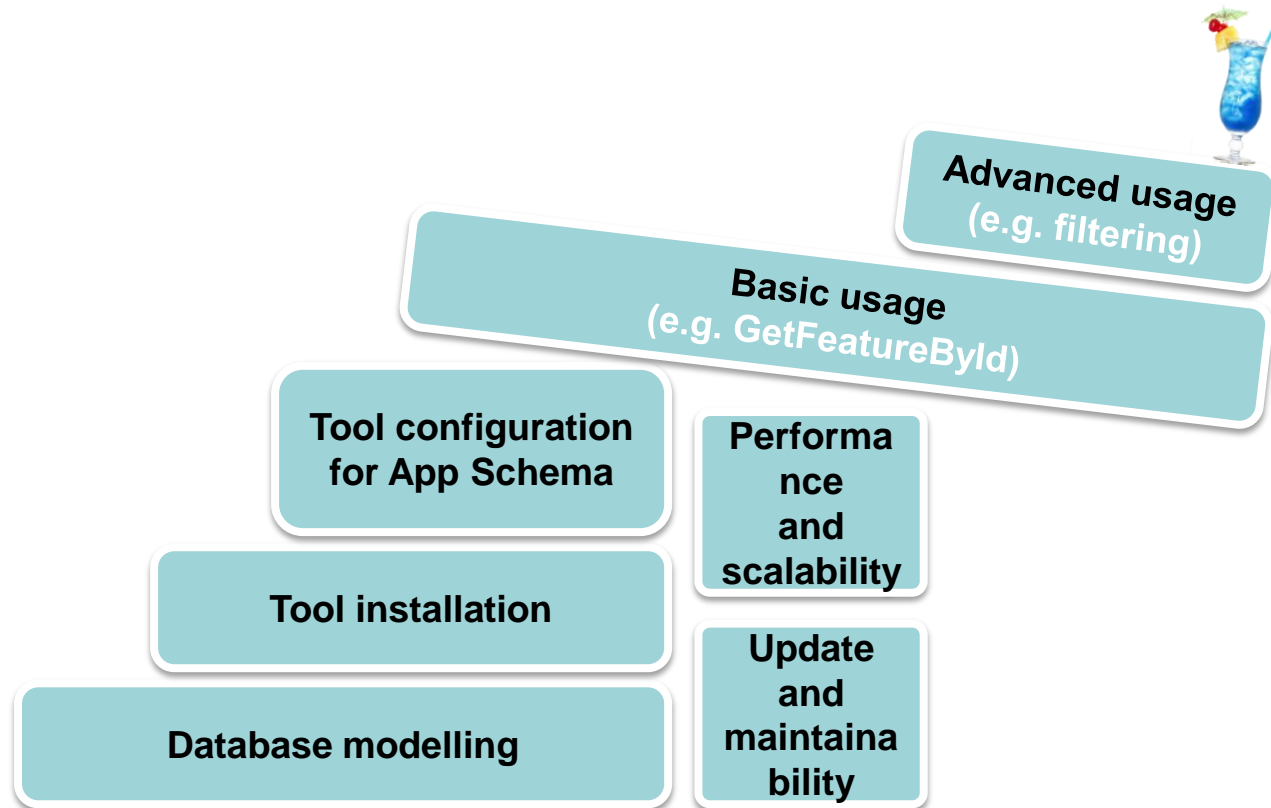 Advanced usage
(e.g. filtering)
Basic usage
(e.g. GetFeatureById)
Tool configuration
for App Schema
Performa
nce
and
scalability
Tool installation
Update
and
maintaina
bility
Database modelling